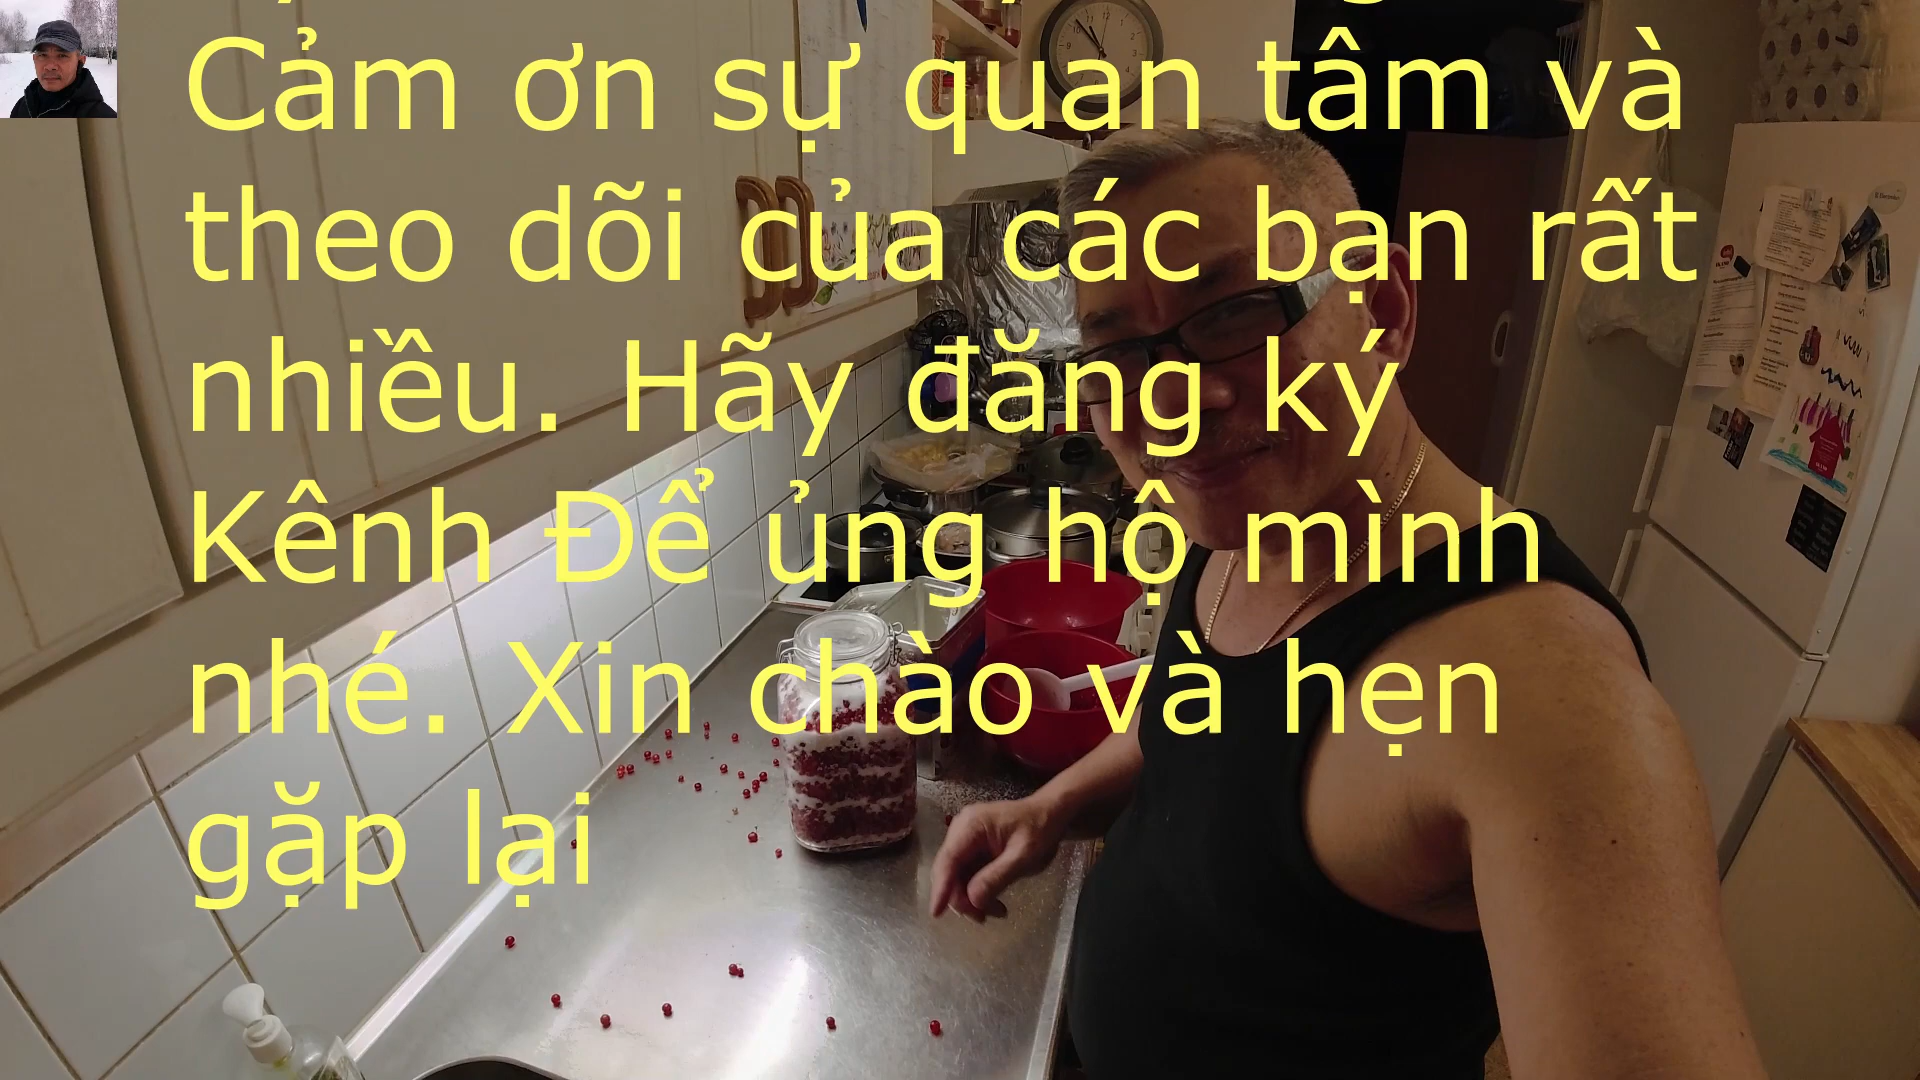 Cảm ơn sự quan tâm và
theo dõi của các bạn rất
nhiều. Hãy đăng ký
Kênh Để ủng hộ mình
nhé. Xin chào và hẹn
gặp lại